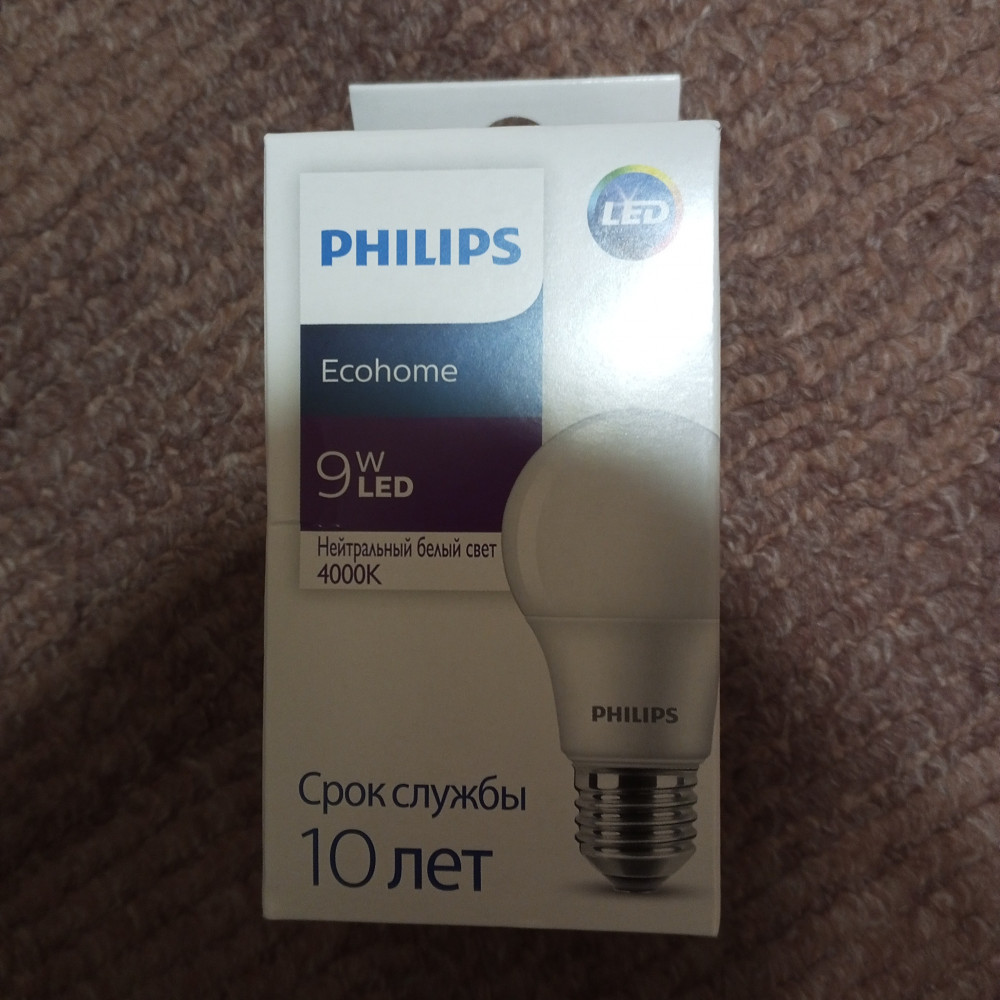 PHILIPS
LED
Ecohome
9W
LED
Нейтральный белый свет
4000K
PHILIPS
Срок службы
10 лет